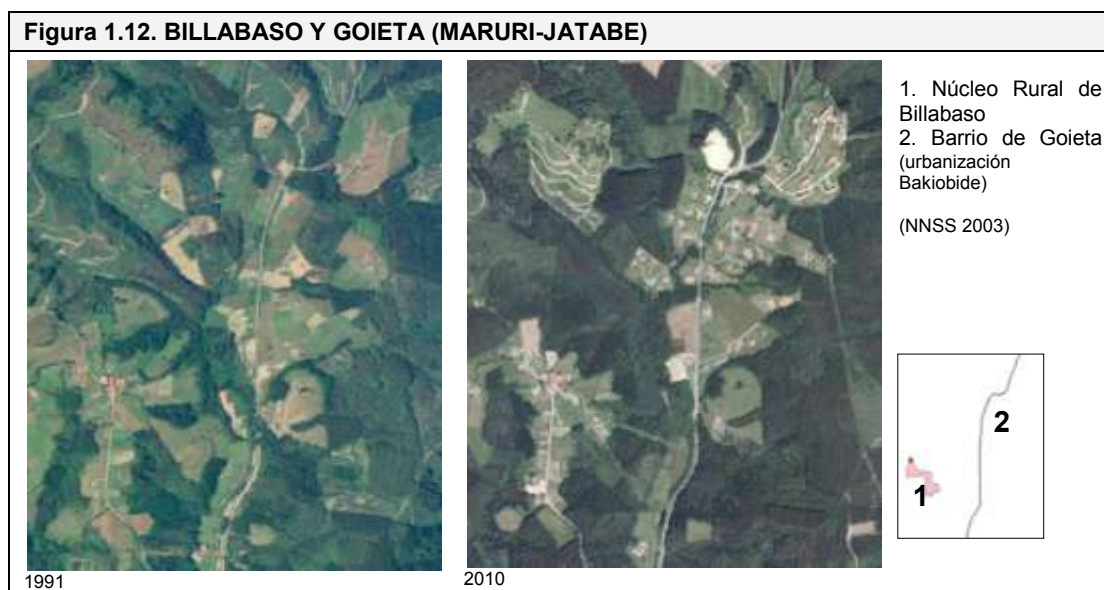 Figura 1.12. BILLABASO Y GOIETA (MARURI-JATABE)
1. Núcleo Rural de
Billabaso
2. Barrio de Goieta
(urbanización
Bakiobide)
(NNSS 2003)
2
1
1991
2010